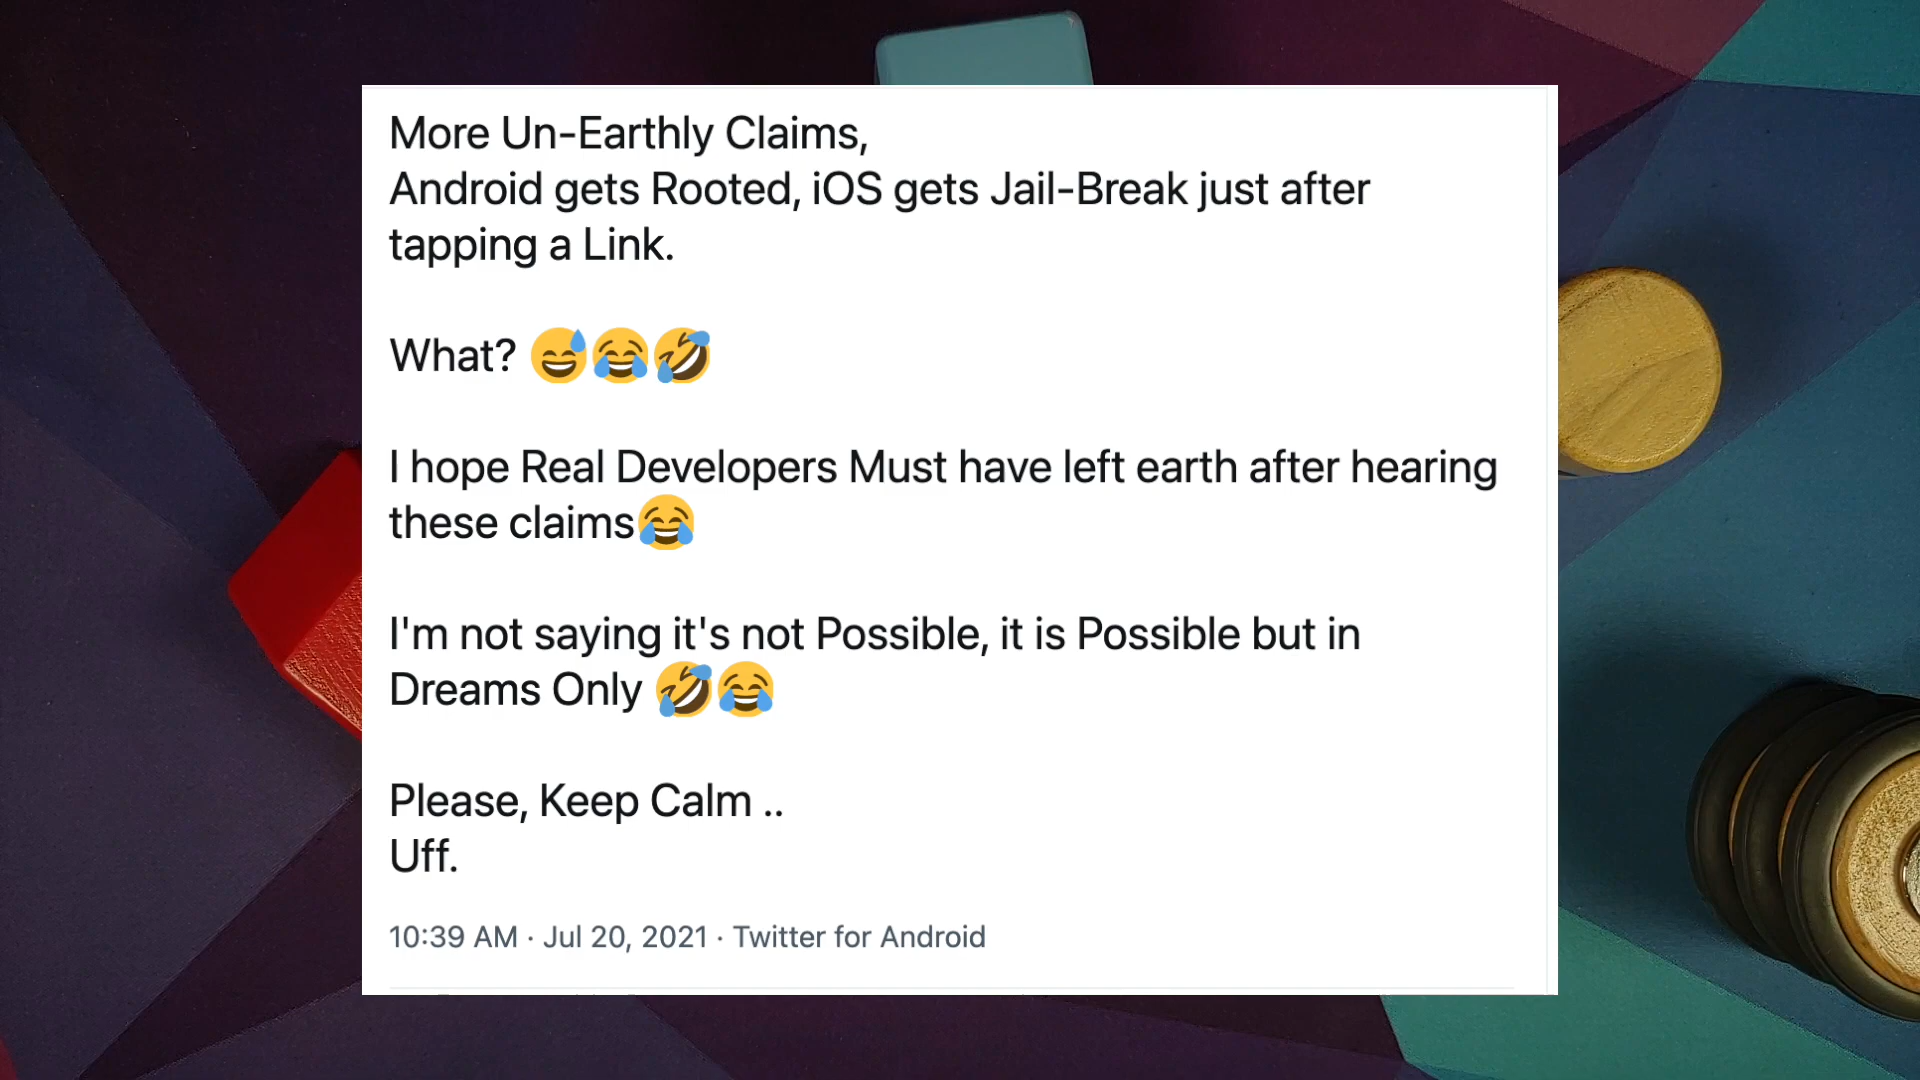 More Un-Earthly Claims,
Android gets Rooted, iOS gets Jail-Break just after
tapping a Link.
What? 😅😂🤣
I hope Real Developers Must have left earth after hearing
these claims😂
I'm not saying it's not Possible, it is Possible but in
Dreams Only 🤣😂
Please, Keep Calm ..
Uff.
10:39 AM · Jul 20, 2021 · Twitter for Android